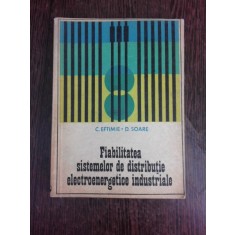 C. EFTIMIE • D. SOARE
Fiabilitatea
sistemelor de distribuție
electroenergetice industriale